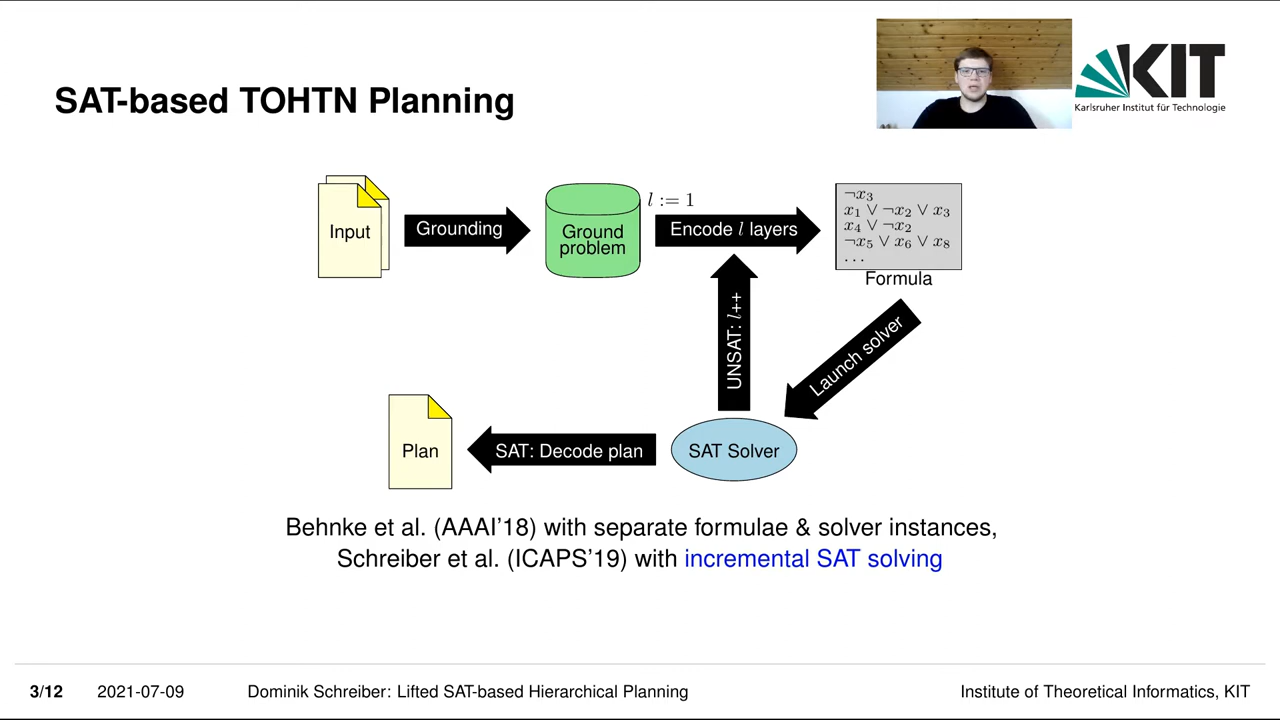 KIT
Karlsruher Institut für Technologie
SAT-based TOHTN Planning
Input
Grounding
Ground
problem
l := 1
Encode l layers
¬x₃
x₁ ∨ ¬x₂ ∨ x₃
x₄ ∨ ¬x₂
¬x₅ ∨ x₆ ∨ x₈
...
Formula
Launch solver
UNSAT: l++
SAT Solver
SAT: Decode plan
Plan
Behnke et al. (AAAI'18) with separate formulae & solver instances,
Schreiber et al. (ICAPS'19) with incremental SAT solving
3/12 2021-07-09 Dominik Schreiber: Lifted SAT-based Hierarchical Planning Institute of Theoretical Informatics, KIT